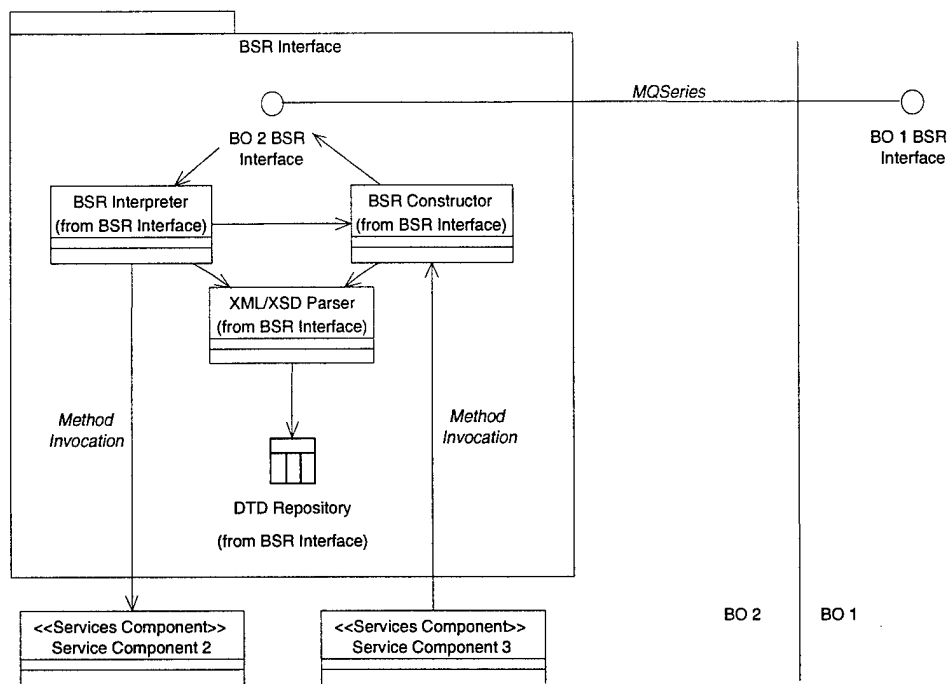 BSR Interface
MQSeries
BO 2 BSR
Interface
BO 1 BSR
Interface
BSR Interpreter
(from BSR Interface)
BSR Constructor
(from BSR Interface)
XML/XSD Parser
(from BSR Interface)
Method
Invocation
Method
Invocation
DTD Repository
(from BSR Interface)
<<Services Component>>
Service Component 2
<<Services Component>>
Service Component 3
BO 2
BO 1